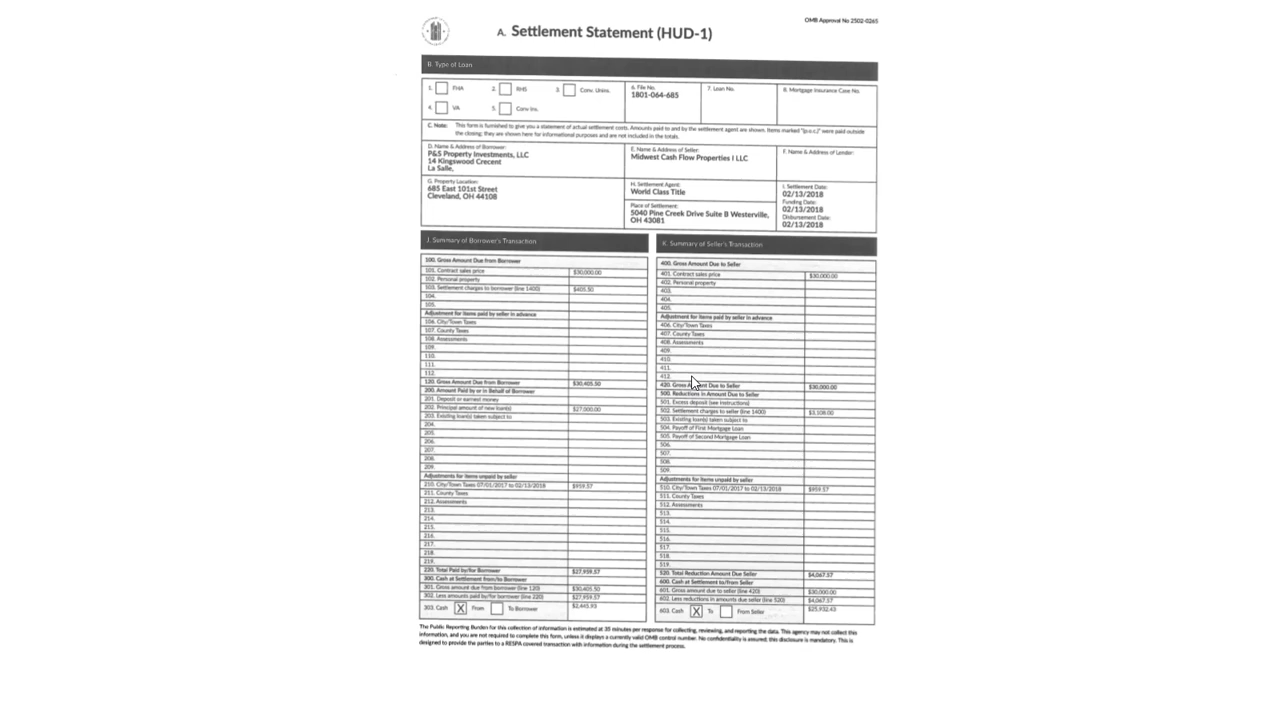 OMB Approval No 2502-0265
A. Settlement Statement (HUD-1)
B. Type of Loan
1. FHA 2. RHS 3. Conv. Unins.
4. VA 5. Conv Ins.
6. File No.
1801-064-685
7. Loan No.
8. Mortgage Insurance Case No.
C. Note: This form is furnished to give you a statement of actual settlement costs. Amounts paid to and by the settlement agent are shown. Items marked "(p.o.c.)" were paid outside
the closing; they are shown here for informational purposes and are not included in the totals.
D. Name & Address of Borrower:
P&S Property Investments, LLC
14 Kingswood Crecent
La Salle,
E. Name & Address of Seller:
Midwest Cash Flow Properties I LLC
F. Name & Address of Lender:
G. Property Location:
685 East 101st Street
Cleveland, OH 44108
H. Settlement Agent:
World Class Title
Place of Settlement:
5040 Pine Creek Drive Suite B Westerville,
OH 43081
I. Settlement Date:
02/13/2018
Funding Date:
02/13/2018
Disbursement Date:
02/13/2018
J. Summary of Borrower's Transaction
100. Gross Amount Due from Borrower
101. Contract sales price $30,000.00
102. Personal property
103. Settlement charges to borrower (line 1400) $405.50
104.
105.
Adjustment for items paid by seller in advance
106. City/Town Taxes
107. County Taxes
108. Assessments
109.
110.
111.
112.
120. Gross Amount Due from Borrower $30,405.50
200. Amount Paid by or in Behalf of Borrower
201. Deposit or earnest money
202. Principal amount of new loan(s) $27,000.00
203. Existing loan(s) taken subject to
204.
205.
206.
207.
208.
209.
Adjustments for items unpaid by seller
210. City/Town Taxes 07/01/2017 to 02/13/2018 $959.57
211. County Taxes
212. Assessments
213.
214.
215.
216.
217.
218.
219.
220. Total Paid by/for Borrower $27,959.57
300. Cash at Settlement from/to Borrower
301. Gross amount due from borrower (line 120) $30,405.50
302. Less amounts paid by/for borrower (line 220) $27,959.57
303. Cash X From To Borrower $2,445.93
K. Summary of Seller's Transaction
400. Gross Amount Due to Seller
401. Contract sales price $30,000.00
402. Personal property
403.
404.
405.
Adjustment for items paid by seller in advance
406. City/Town Taxes
407. County Taxes
408. Assessments
409.
410.
411.
412.
420. Gross Amount Due to Seller $30,000.00
500. Reductions in Amount Due to Seller
501. Excess deposit (see instructions)
502. Settlement charges to seller (line 1400) $3,108.00
503. Existing loan(s) taken subject to
504. Payoff of First Mortgage Loan
505. Payoff of Second Mortgage Loan
506.
507.
508.
509.
Adjustments for items unpaid by seller
510. City/Town Taxes 07/01/2017 to 02/13/2018 $959.57
511. County Taxes
512. Assessments
513.
514.
515.
516.
517.
518.
519.
520. Total Reduction Amount Due Seller $4,067.57
600. Cash at Settlement to/from Seller
601. Gross amount due to seller (line 420) $30,000.00
602. Less reductions in amounts due seller (line 520) $4,067.57
603. Cash X To From Seller $25,932.43
The Public Reporting Burden for this collection of information is estimated at 35 minutes per response for collecting, reviewing, and reporting the data. This agency may not collect this
information, and you are not required to complete this form, unless it displays a currently valid OMB control number. No confidentiality is assured; this disclosure is mandatory. This is
designed to provide the parties to a RESPA covered transaction with information during the settlement process.